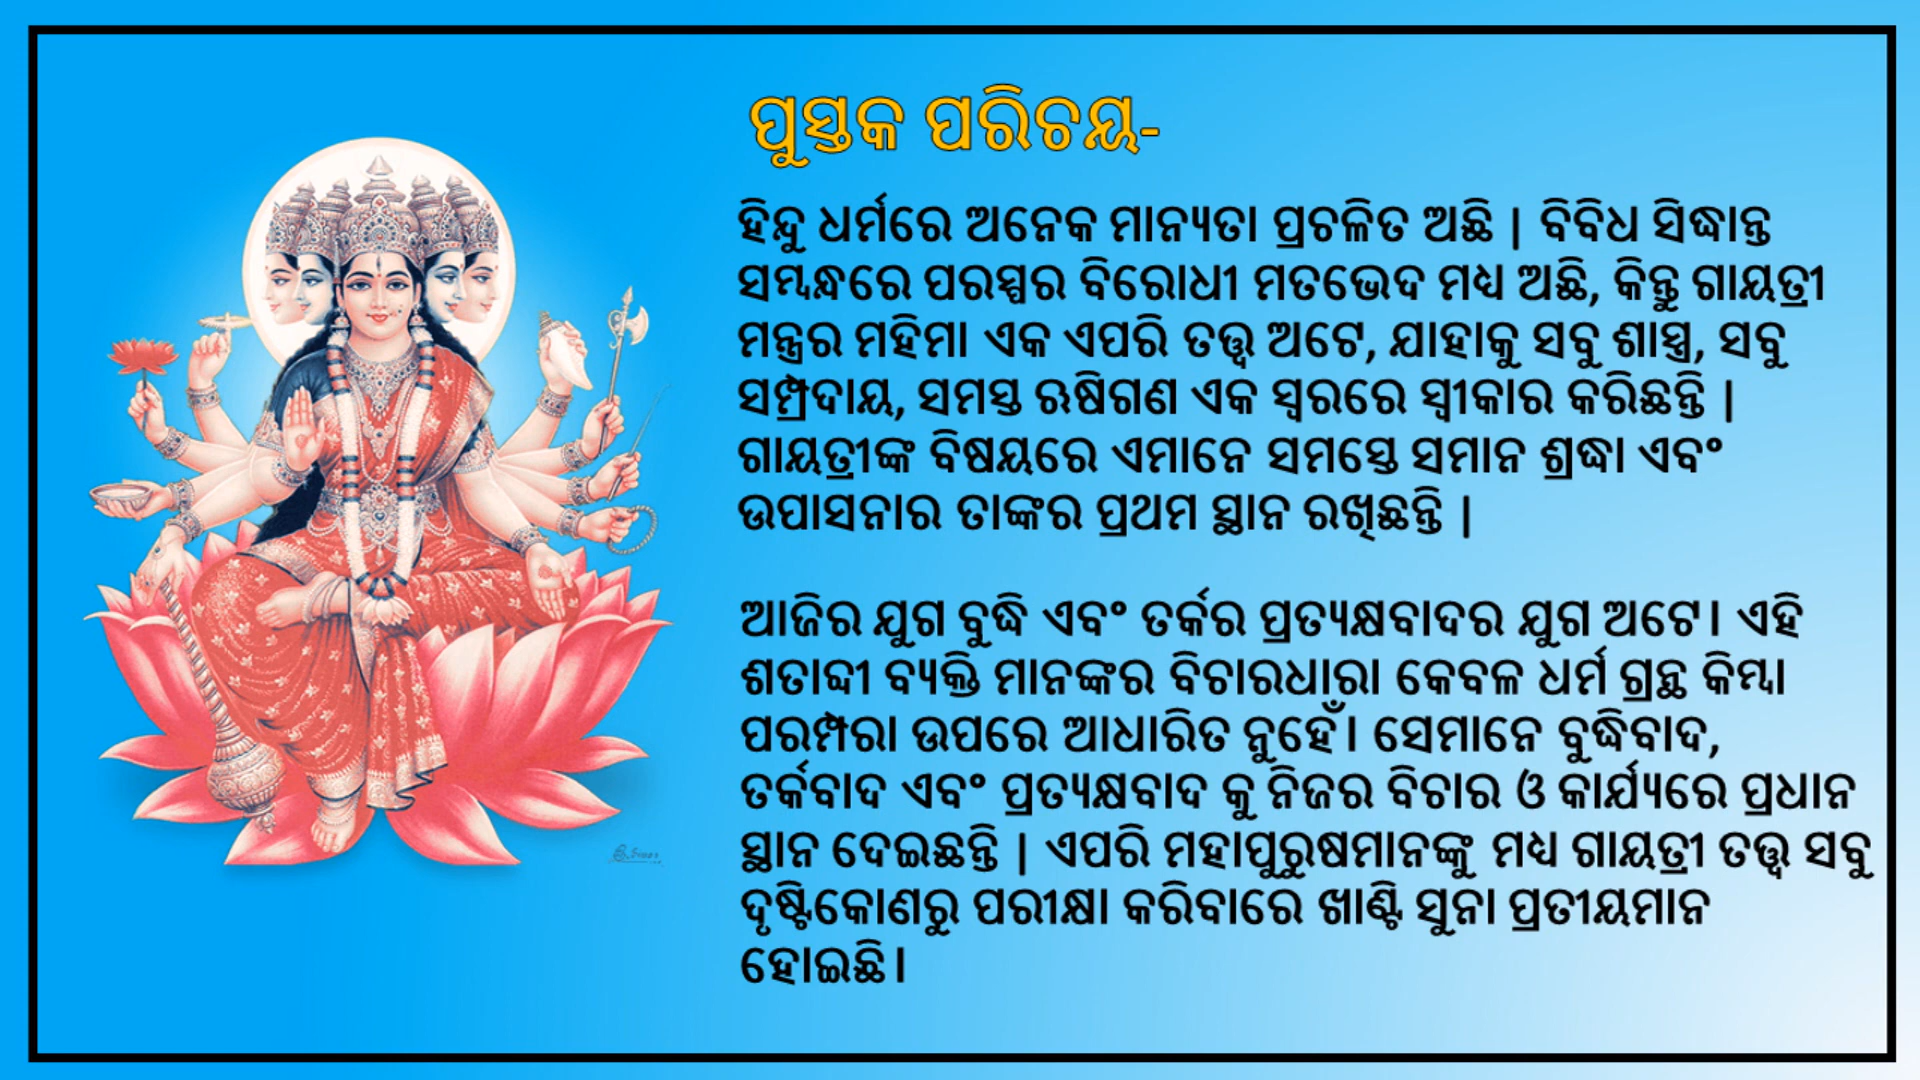 ପୁସ୍ତକ ପରିଚୟ-
ହିନ୍ଦୁ ଧର୍ମରେ ଅନେକ ମାନ୍ୟତା ପ୍ରଚଳିତ ଅଛି | ବିବିଧ ସିଦ୍ଧାନ୍ତ
ସମ୍ଵନ୍ଧରେ ପରସ୍ପର ବିରୋଧୀ ମତଭେଦ ମଧ୍ୟ ଅଛି, କିନ୍ତୁ ଗାୟତ୍ରୀ
ମନ୍ତ୍ରର ମହିମା ଏକ ଏପରି ତତ୍ତ୍ୱ ଅଟେ, ଯାହାକୁ ସବୁ ଶାସ୍ତ୍ର, ସବୁ
ସମ୍ପ୍ରଦାୟ, ସମସ୍ତ ଋଷିଗଣ ଏକ ସ୍ୱରରେ ସ୍ୱୀକାର କରିଛନ୍ତି |
ଗାୟତ୍ରୀଙ୍କ ବିଷୟରେ ଏମାନେ ସମସ୍ତେ ସମାନ ଶ୍ରଦ୍ଧା ଏବଂ
ଉପାସନାର ତାଙ୍କର ପ୍ରଥମ ସ୍ଥାନ ରଖିଛନ୍ତି |
ଆଜିର ଯୁଗ ବୁଦ୍ଧି ଏବଂ ତର୍କର ପ୍ରତ୍ୟକ୍ଷବାଦର ଯୁଗ ଅଟେ। ଏହି
ଶତାବ୍ଦୀ ବ୍ୟକ୍ତି ମାନଙ୍କର ବିଚାରଧାରା କେବଳ ଧର୍ମ ଗ୍ରନ୍ଥ କିମ୍ବା
ପରମ୍ପରା ଉପରେ ଆଧାରିତ ନୁହେଁ। ସେମାନେ ବୁଦ୍ଧିବାଦ,
ତର୍କବାଦ ଏବଂ ପ୍ରତ୍ୟକ୍ଷବାଦ କୁ ନିଜର ବିଚାର ଓ କାର୍ଯ୍ୟରେ ପ୍ରଧାନ
ସ୍ଥାନ ଦେଇଛନ୍ତି | ଏପରି ମହାପୁରୁଷମାନଙ୍କୁ ମଧ୍ୟ ଗାୟତ୍ରୀ ତତ୍ତ୍ୱ ସବୁ
ଦୃଷ୍ଟିକୋଣରୁ ପରୀକ୍ଷା କରିବାରେ ଖାଣ୍ଟି ସୁନା ପ୍ରତୀୟମାନ
ହୋଇଛି।